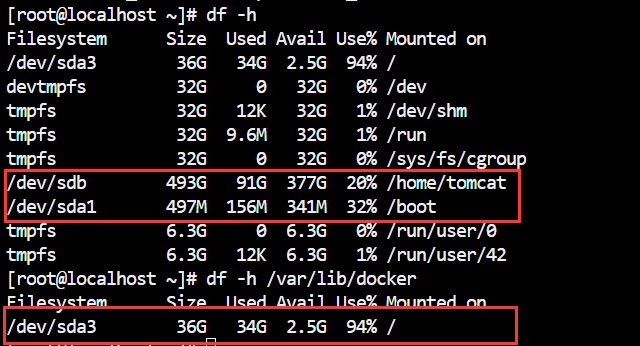 [root@localhost ~]# df -h
Filesystem Size Used Avail Use% Mounted on
/dev/sda3 36G 34G 2.5G 94% /
devtmpfs 32G 0 32G 0% /dev
tmpfs 32G 12K 32G 1% /dev/shm
tmpfs 32G 9.6M 32G 1% /run
tmpfs 32G 0 32G 0% /sys/fs/cgroup
/dev/sdb 493G 91G 377G 20% /home/tomcat
/dev/sda1 497M 156M 341M 32% /boot
tmpfs 6.3G 0 6.3G 0% /run/user/0
tmpfs 6.3G 12K 6.3G 1% /run/user/42
[root@localhost ~]# df -h /var/lib/docker
Filesystem Size Used Avail Use% Mounted on
/dev/sda3 36G 34G 2.5G 94% /